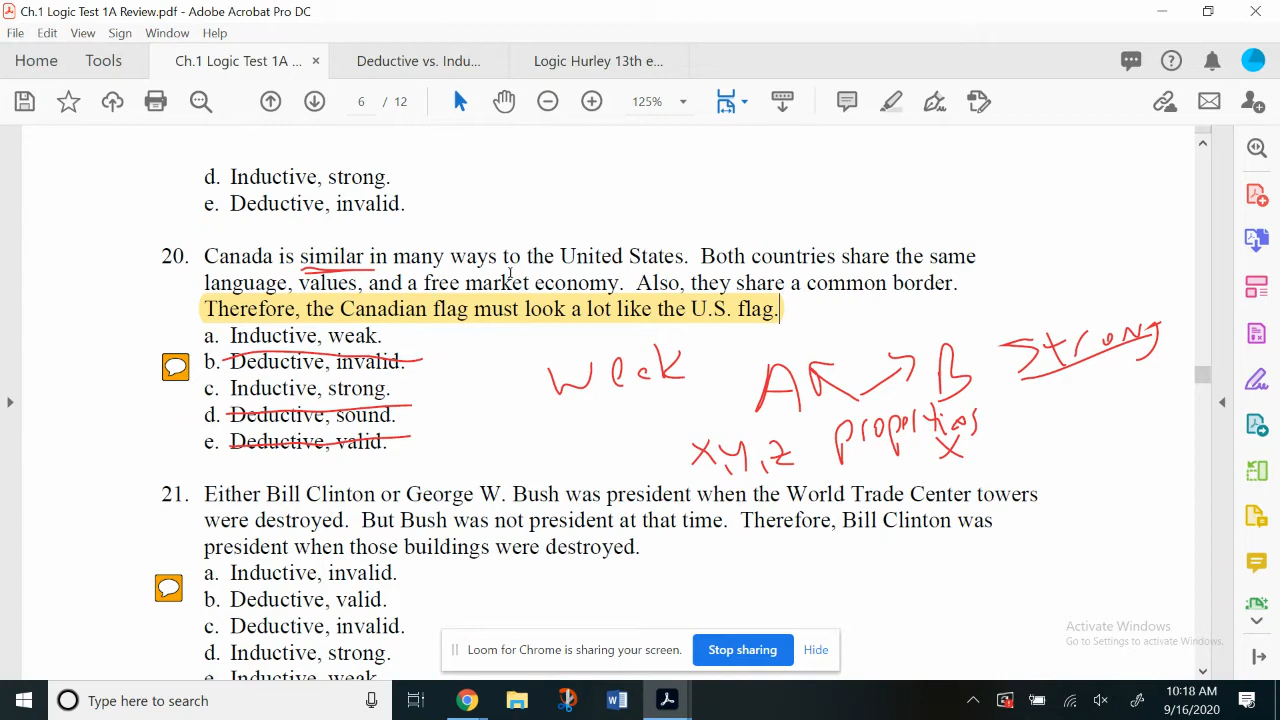 Ch.1 Logic Test 1A Review.pdf - Adobe Acrobat Pro DC
File Edit View Sign Window Help
Home Tools Ch.1 Logic Test 1A ... × Deductive vs. Indu... Logic Hurley 13th e...
6 / 12 125%
d. Inductive, strong.
e. Deductive, invalid.
20. Canada is similar in many ways to the United States. Both countries share the same
language, values, and a free market economy. Also, they share a common border.
Therefore, the Canadian flag must look a lot like the U.S. flag.
a. Inductive, weak.
b. Deductive, invalid.
c. Inductive, strong.
d. Deductive, sound.
e. Deductive, valid.
weak A B Strong
properties
x, y, z x
21. Either Bill Clinton or George W. Bush was president when the World Trade Center towers
were destroyed. But Bush was not president at that time. Therefore, Bill Clinton was
president when those buildings were destroyed.
a. Inductive, invalid.
b. Deductive, valid.
c. Deductive, invalid.
d. Inductive, strong.
e. Inductive, weak.
Activate Windows
Go to Settings to activate Windows.
Loom for Chrome is sharing your screen. Stop sharing Hide
Type here to search
10:18 AM
9/16/2020